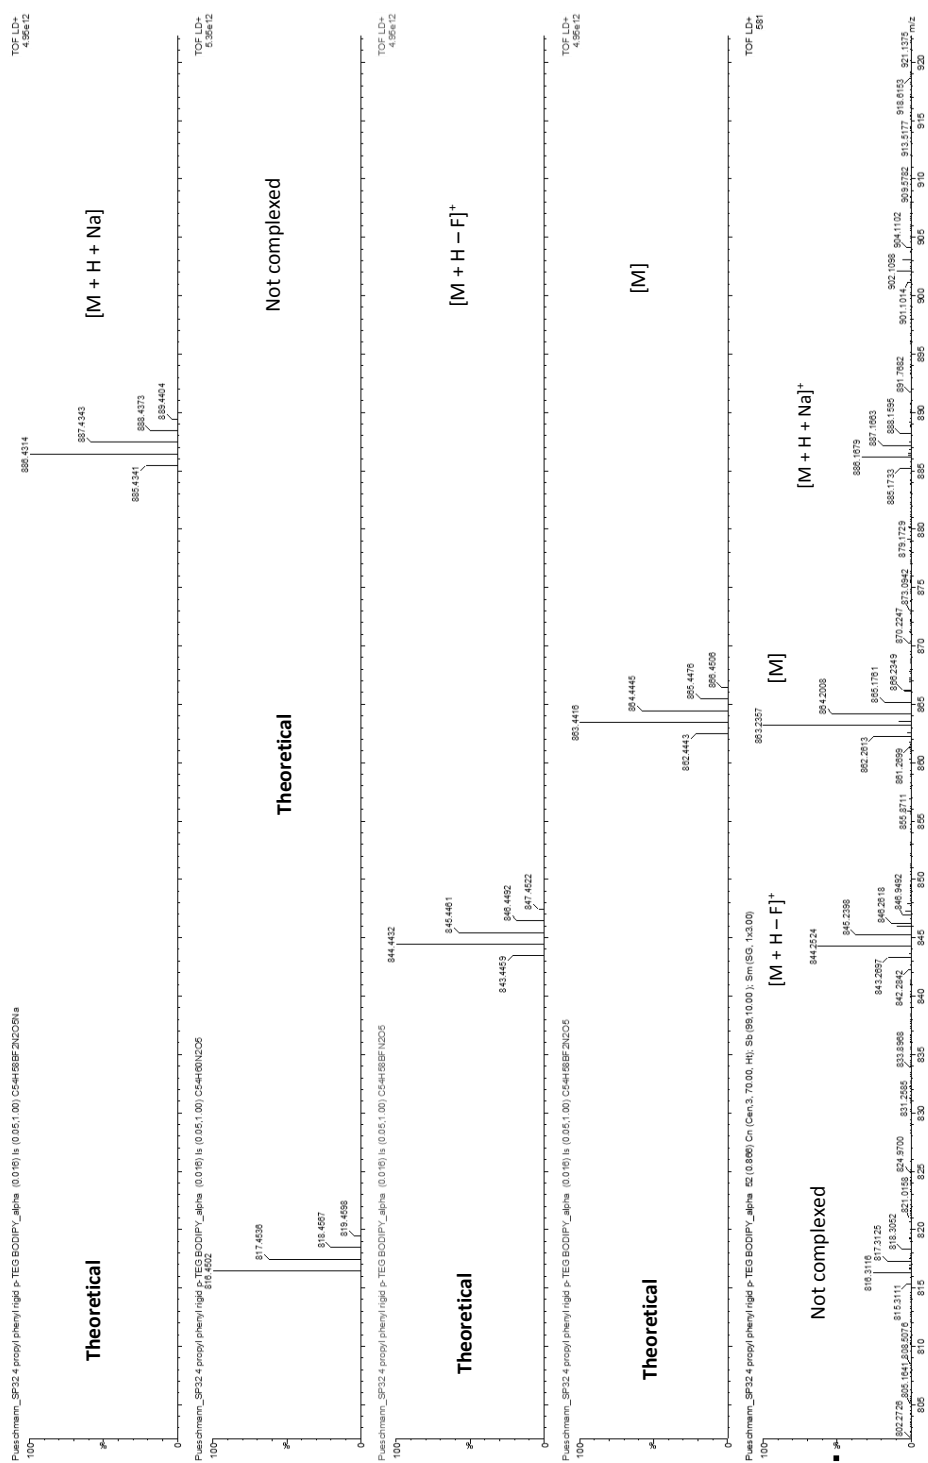 Pueschmann_SP32 4 propyl phenyl rigid p-TEG BODIPY_alpha (0.016) Is (0.05,1.00) C54H58BF2N2O5Na
TOF LD+
4.95e12
100
%
0
Theoretical
[M + H + Na]
885.4341
886.4314
887.4343
888.4373
889.4404
Pueschmann_SP32 4 propyl phenyl rigid p-TEG BODIPY_alpha (0.016) Is (0.05,1.00) C54H60N2O5
TOF LD+
5.35e12
100
%
0
816.4502
817.4536
818.4567
819.4598
Theoretical
Not complexed
Pueschmann_SP32 4 propyl phenyl rigid p-TEG BODIPY_alpha (0.016) Is (0.05,1.00) C54H58BFN2O5
TOF LD+
4.95e12
100
%
0
Theoretical
843.4459
844.4432
845.4461
846.4492
847.4522
[M + H – F]+
Pueschmann_SP32 4 propyl phenyl rigid p-TEG BODIPY_alpha (0.016) Is (0.05,1.00) C54H58BF2N2O5
TOF LD+
4.95e12
100
%
0
Theoretical
862.4443
863.4416
864.4445
865.4476
866.4506
[M]
Pueschmann_SP32 4 propyl phenyl rigid p-TEG BODIPY_alpha 52 (0.866) Cn (Cen,3, 70.00, Ht); Sb (99,10.00 ); Sm (SG, 1x3.00)
TOF LD+
581
100
%
0
Not complexed
[M + H – F]+
[M]
[M + H + Na]+
802.2726
805.1641
808.5076
815.3111
816.3116
817.3125
818.3052
821.0158
824.9700
831.2585
833.8968
842.2842
843.2697
844.2524
845.2398
846.2618
846.9492
855.8711
861.2699
862.2613
863.2357
864.2008
865.1761
866.2349
870.2247
873.0942
879.1729
885.1733
886.1679
887.1663
888.1595
891.7682
901.1014
902.1098
904.1102
909.5782
913.5177
918.6153
921.1375
m/z
805 810 815 820 825 830 835 840 845 850 855 860 865 870 875 880 885 890 895 900 905 910 915 920